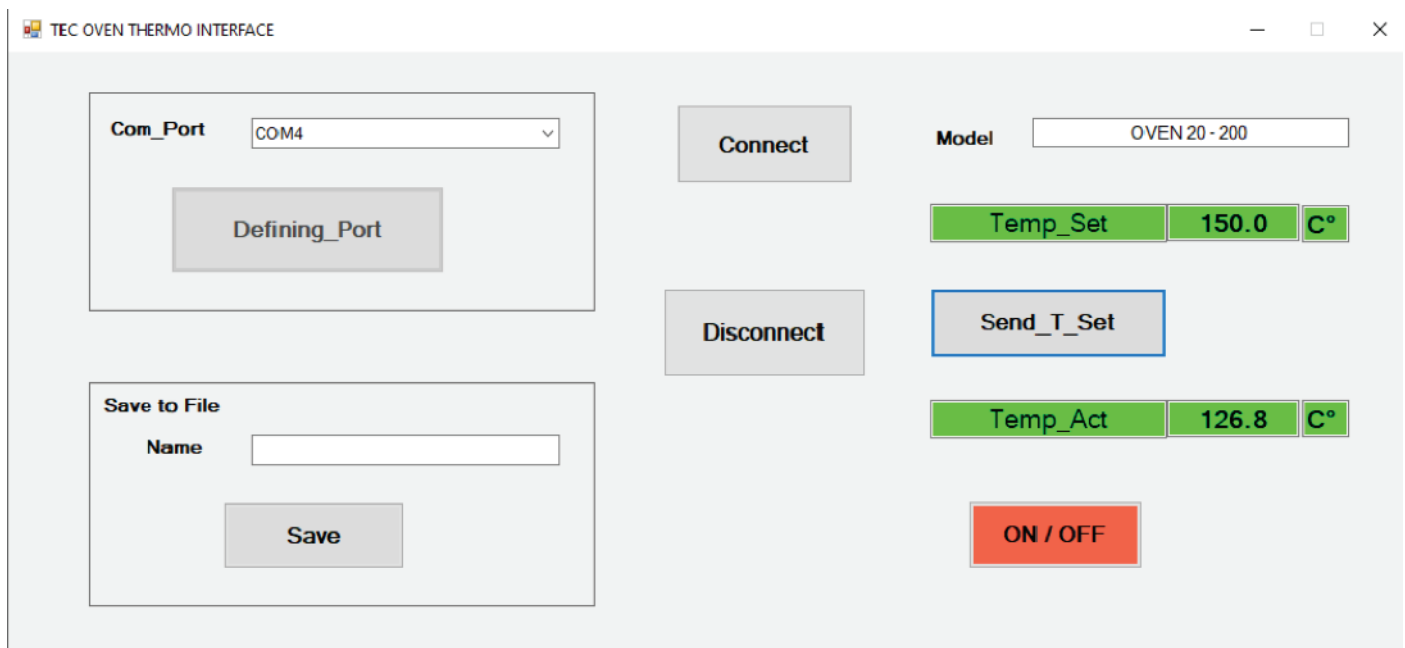 TEC OVEN THERMO INTERFACE
Com_Port COM4
Defining_Port
Connect
Model OVEN 20 - 200
Temp_Set 150.0 C°
Disconnect
Send_T_Set
Save to File
Name
Save
Temp_Act 126.8 C°
ON / OFF